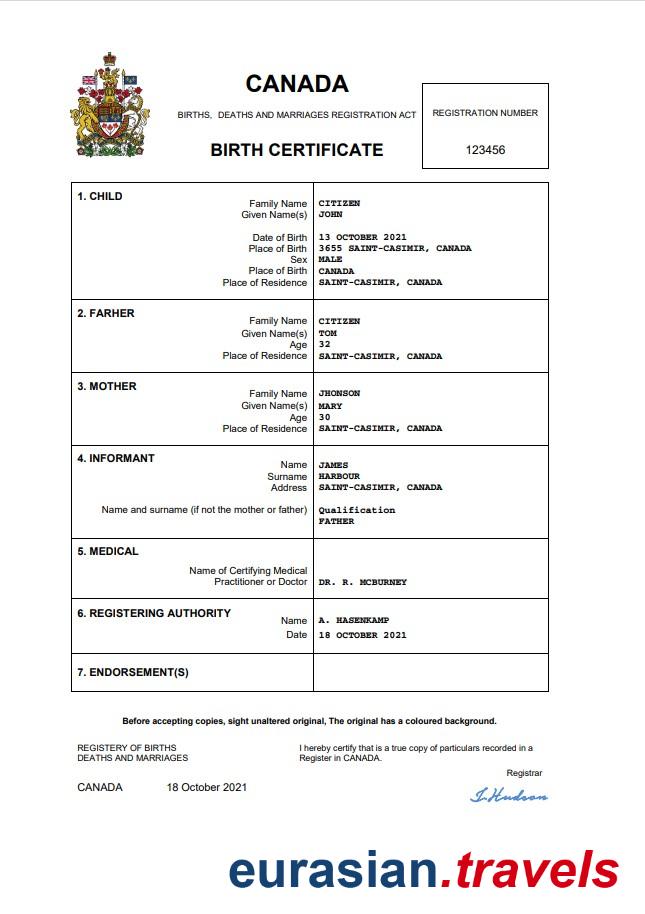 CANADA
BIRTHS, DEATHS AND MARRIAGES REGISTRATION ACT
BIRTH CERTIFICATE
REGISTRATION NUMBER
123456
1. CHILD
Family Name CITIZEN
Given Name(s) JOHN
Date of Birth 13 OCTOBER 2021
Place of Birth 3655 SAINT-CASIMIR, CANADA
Sex MALE
Place of Birth CANADA
Place of Residence SAINT-CASIMIR, CANADA
2. FARHER
Family Name CITIZEN
Given Name(s) TOM
Age 32
Place of Residence SAINT-CASIMIR, CANADA
3. MOTHER
Family Name JHONSON
Given Name(s) MARY
Age 30
Place of Residence SAINT-CASIMIR, CANADA
4. INFORMANT
Name JAMES
Surname HARBOUR
Address SAINT-CASIMIR, CANADA
Name and surname (if not the mother or father) Qualification
FATHER
5. MEDICAL
Name of Certifying Medical
Practitioner or Doctor DR. R. MCBURNEY
6. REGISTERING AUTHORITY
Name A. HASENKAMP
Date 18 OCTOBER 2021
7. ENDORSEMENT(S)
Before accepting copies, sight unaltered original, The original has a coloured background.
REGISTERY OF BIRTHS
DEATHS AND MARRIAGES
I hereby certify that is a true copy of particulars recorded in a
Register in CANADA.
Registrar
CANADA 18 October 2021
J.Hudson
eurasian.travels